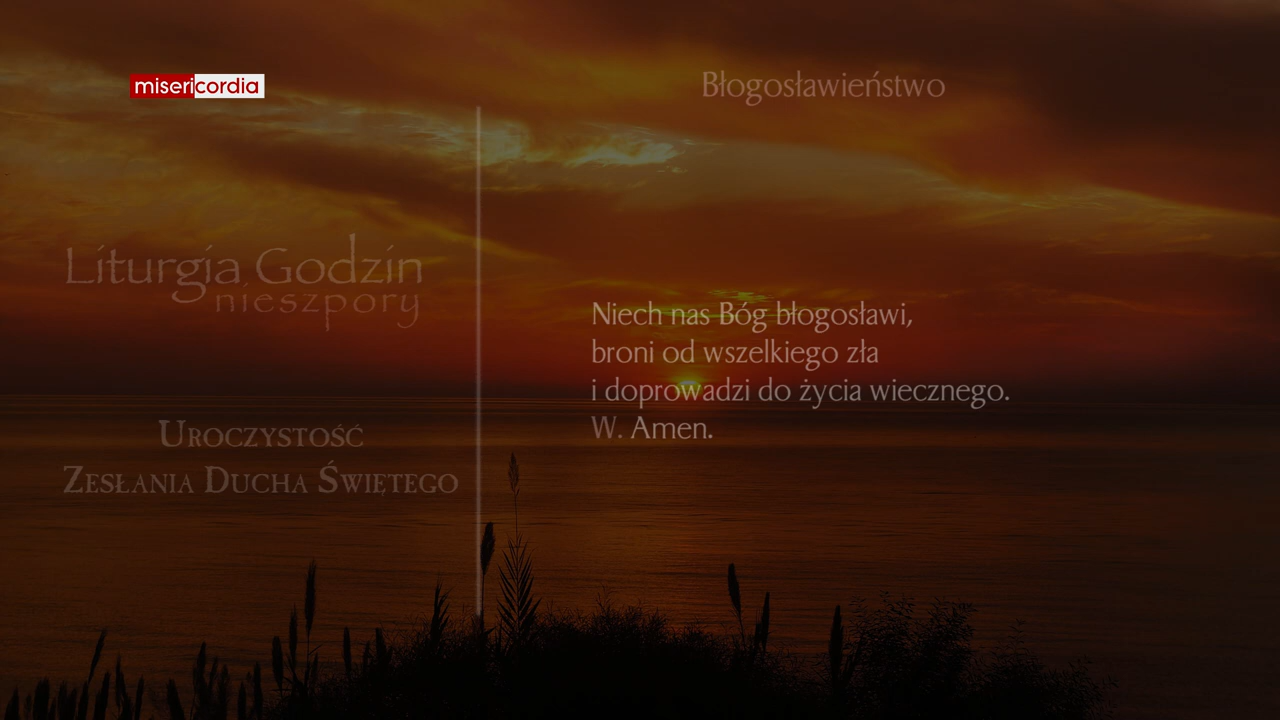 misericordia
Błogosławieństwo
Liturgia Godzin
nieszpory
Niech nas Bóg błogosławi,
broni od wszelkiego zła
i doprowadzi do życia wiecznego.
W. Amen.
Uroczystość
Zesłania Ducha Świętego